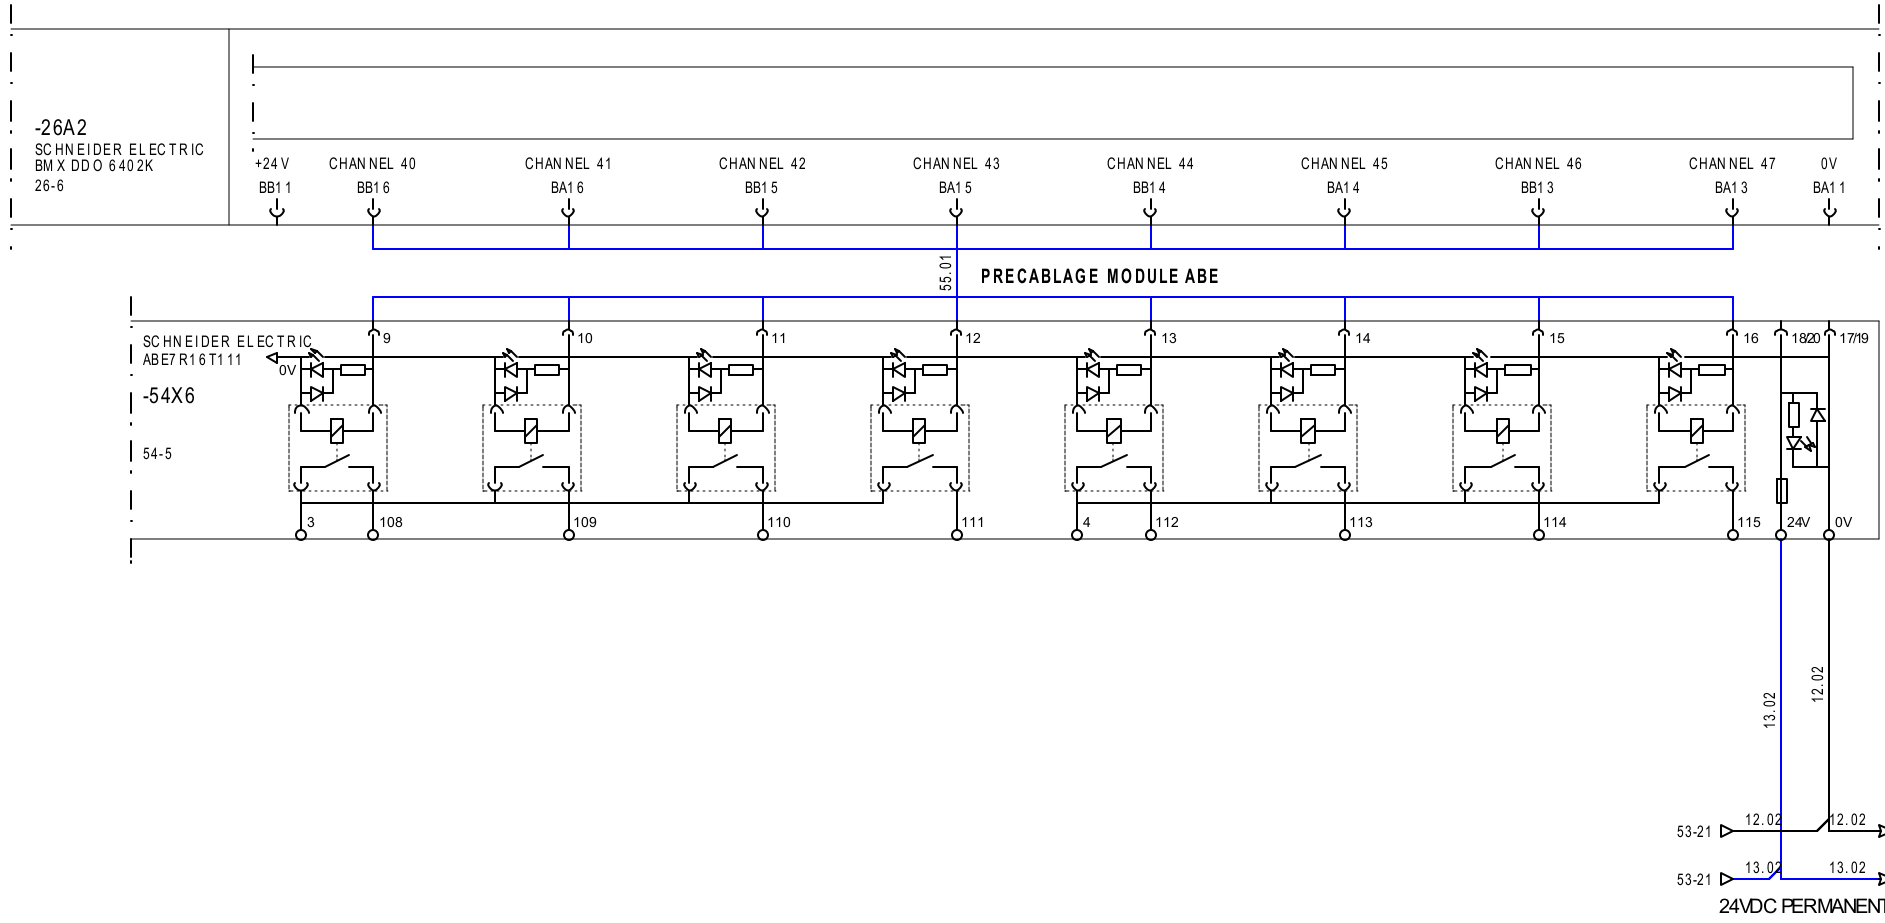 -26A2
SCHNEIDER ELECTRIC
BMX DDO 6402K
26-6
+24V CHANNEL 40 CHANNEL 41 CHANNEL 42 CHANNEL 43 CHANNEL 44 CHANNEL 45 CHANNEL 46 CHANNEL 47 0V
BB11 BB16 BA16 BB15 BA15 BB14 BA14 BB13 BA13 BA11
55.01
PRECABLAGE MODULE ABE
SCHNEIDER ELECTRIC
ABE7R16T111
-54X6
54-5
9 10 11 12 13 14 15 16 18/20 17/19
0V
3 108 109 110 111 4 112 113 114 115 24V 0V
13.02
12.02
53-21 12.02 12.02
53-21 13.02 13.02
24VDC PERMANENT